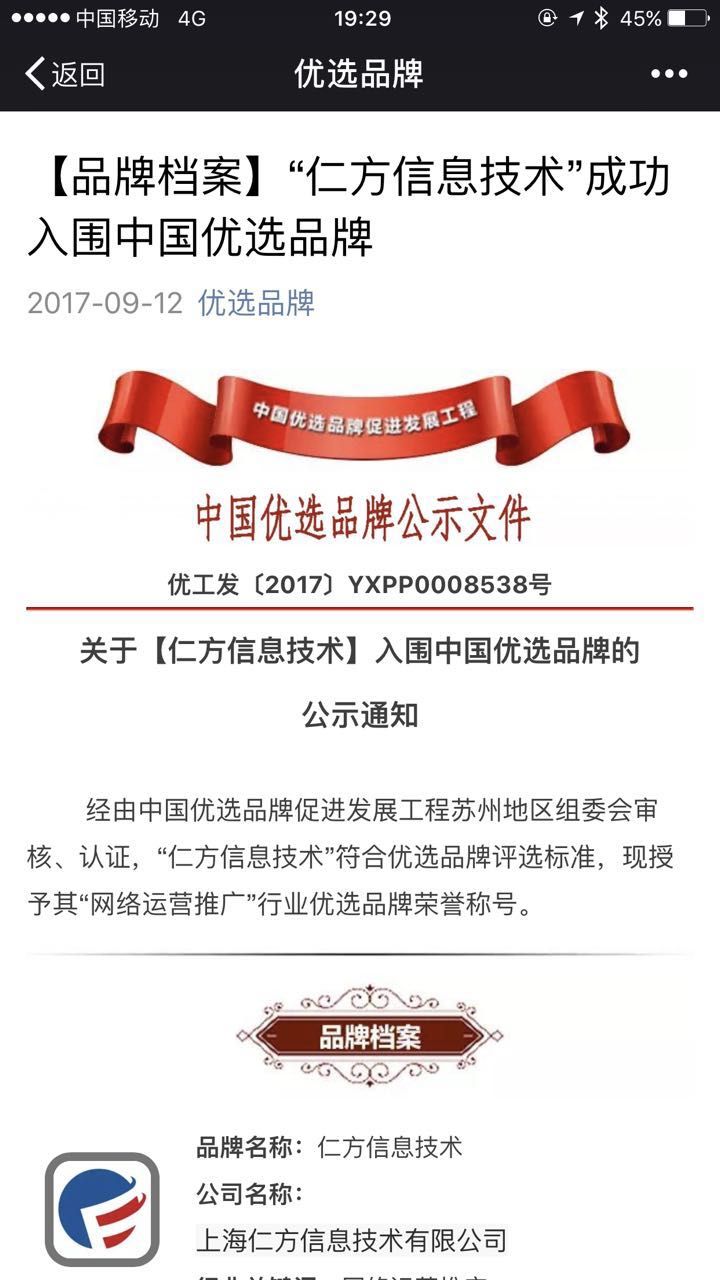 中国移动 4G 19:29 45%
返回 优选品牌
【品牌档案】“仁方信息技术”成功
入围中国优选品牌
2017-09-12 优选品牌
中国优选品牌促进发展工程
中国优选品牌公示文件
优工发〔2017〕YXPP0008538号
关于【仁方信息技术】入围中国优选品牌的
公示通知
经由中国优选品牌促进发展工程苏州地区组委会审
核、认证，“仁方信息技术”符合优选品牌评选标准，现授
予其“网络运营推广”行业优选品牌荣誉称号。
品牌档案
品牌名称：仁方信息技术
公司名称：
上海仁方信息技术有限公司